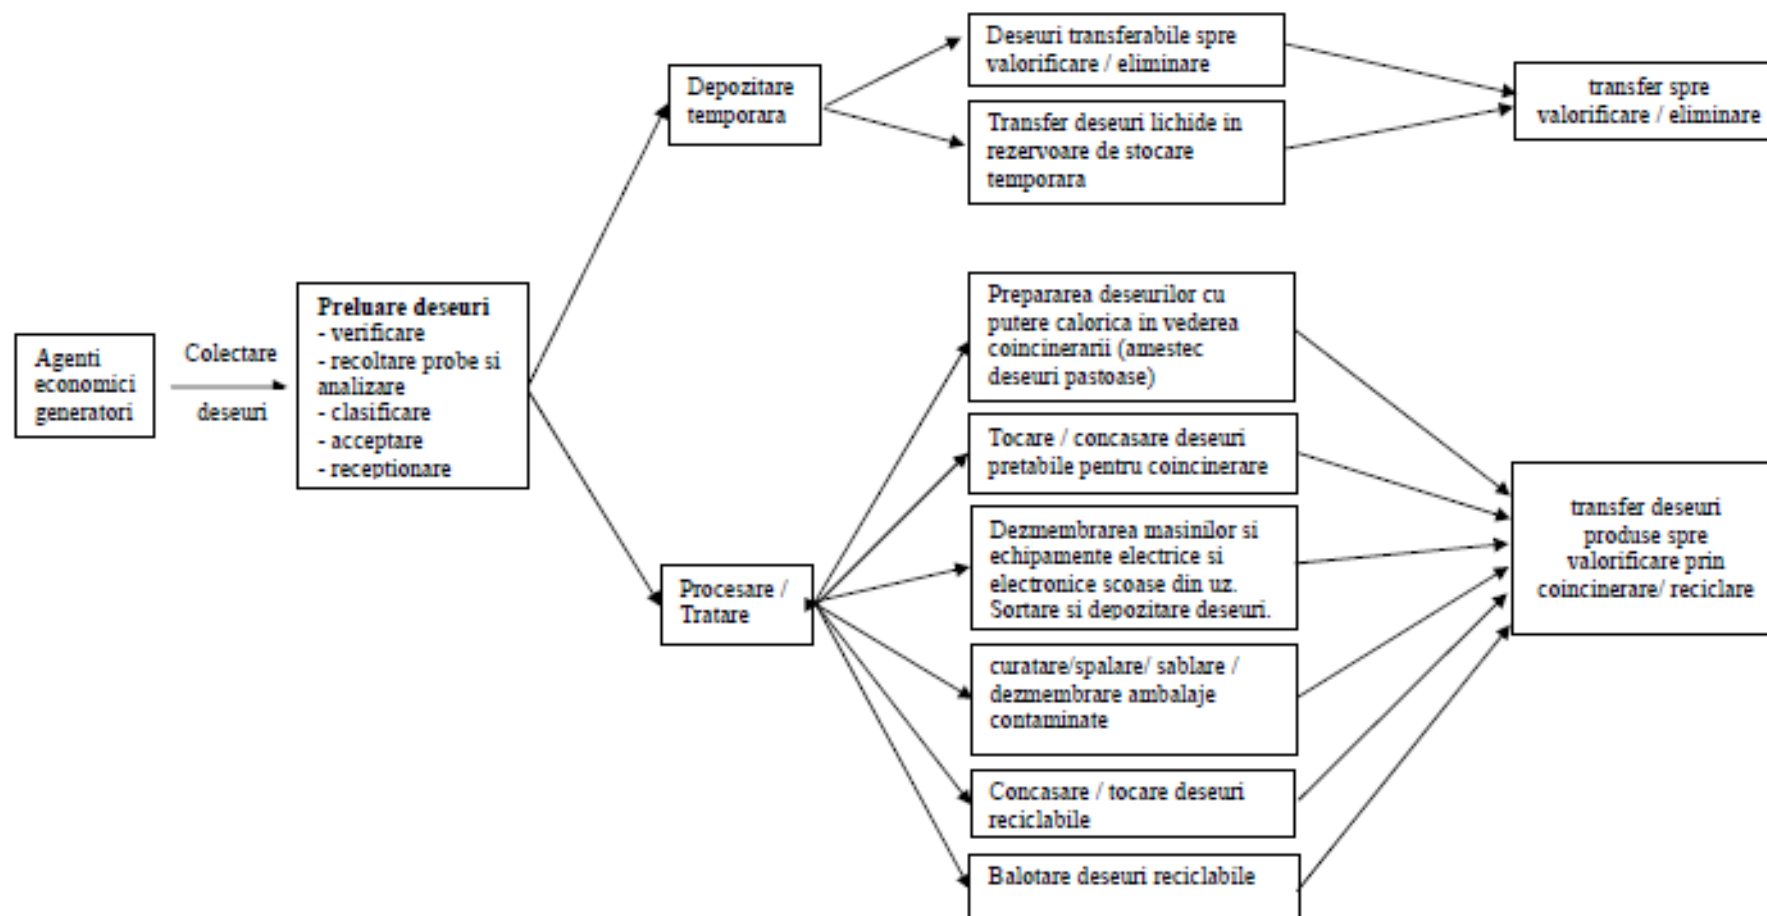 Agenti
economici
generatori
Colectare
deseuri
Preluare deseuri
- verificare
- recoltare probe si
analizare
- clasificare
- acceptare
- receptionare
Depozitare
temporara
Deseuri transferabile spre
valorificare / eliminare
Transfer deseuri lichide in
rezervoare de stocare
temporara
transfer spre
valorificare / eliminare
Procesare /
Tratare
Prepararea deseurilor cu
putere calorica in vederea
coincinerarii (amestec
deseuri pastoase)
Tocare / concasare deseuri
pretabile pentru coincinerare
Dezmembrarea masinilor si
echipamente electrice si
electronice scoase din uz.
Sortare si depozitare deseuri.
curatare/spalare/ sablare /
dezmembrare ambalaje
contaminate
Concasare / tocare deseuri
reciclabile
Balotare deseuri reciclabile
transfer deseuri
produse spre
valorificare prin
coincinerare/ reciclare